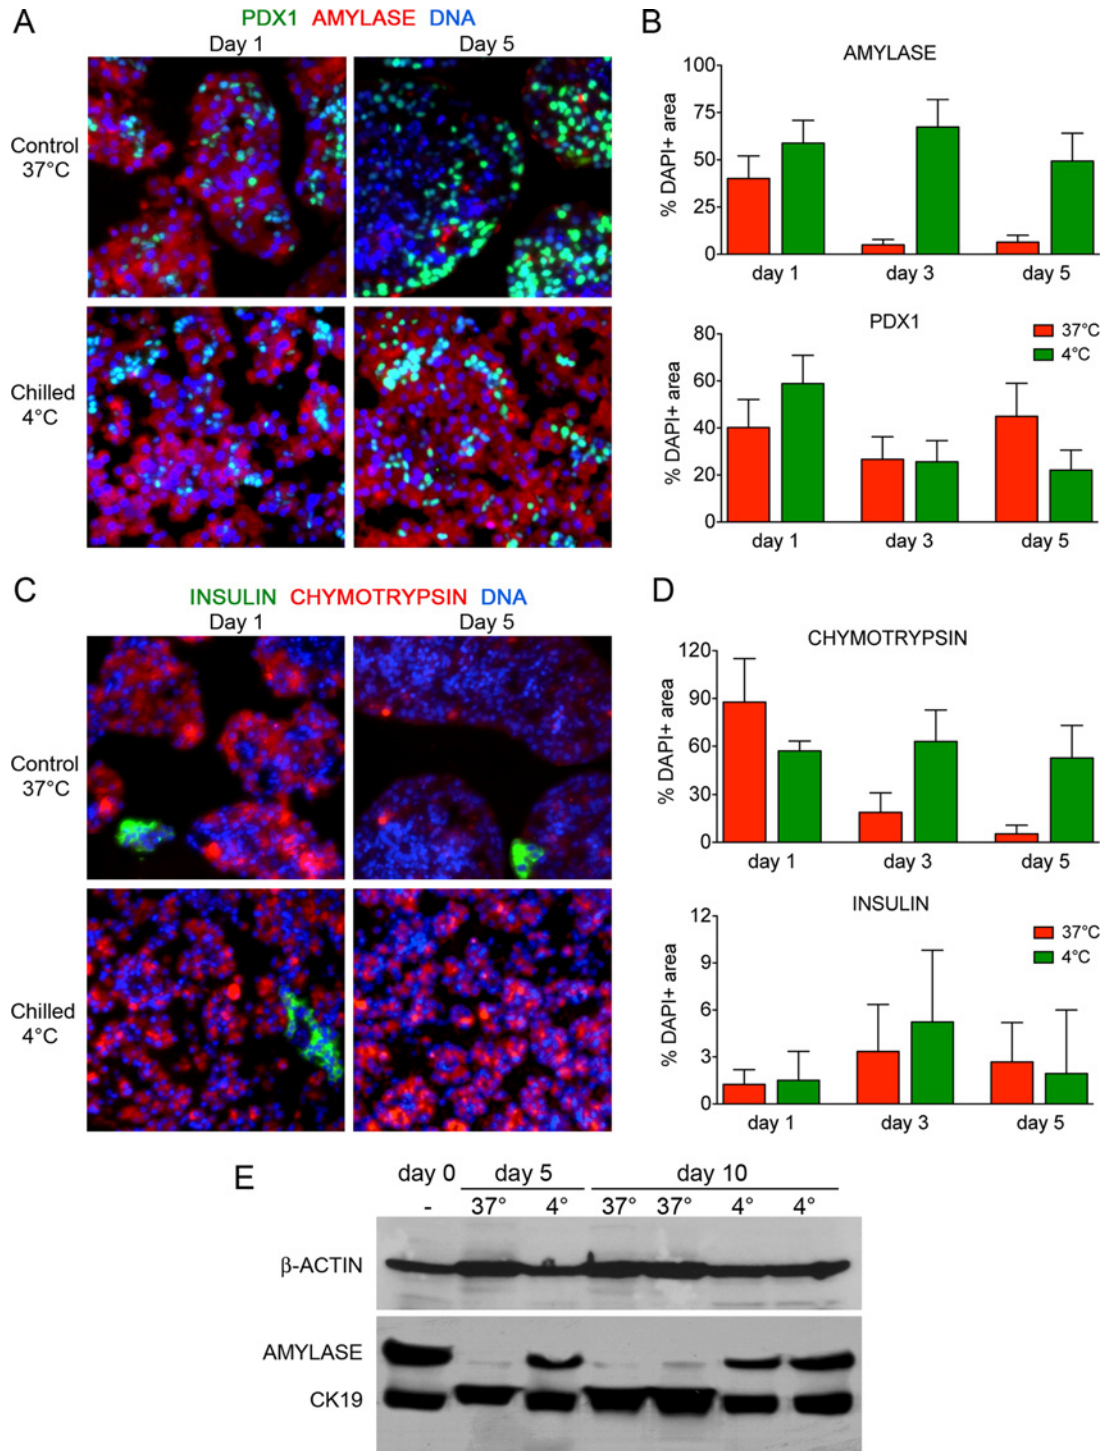 A
PDX1 AMYLASE DNA
Day 1 Day 5
Control
37°C
Chilled
4°C
B
AMYLASE
% DAPI+ area
100
75
50
25
0
day 1 day 3 day 5
PDX1
% DAPI+ area
80
60
40
20
0
37°C
4°C
day 1 day 3 day 5
C
INSULIN CHYMOTRYPSIN DNA
Day 1 Day 5
Control
37°C
Chilled
4°C
D
CHYMOTRYPSIN
% DAPI+ area
120
90
60
30
0
day 1 day 3 day 5
INSULIN
% DAPI+ area
12
9
6
3
0
37°C
4°C
day 1 day 3 day 5
E
day 0 day 5 day 10
- 37° 4° 37° 37° 4° 4°
β-ACTIN
AMYLASE
CK19